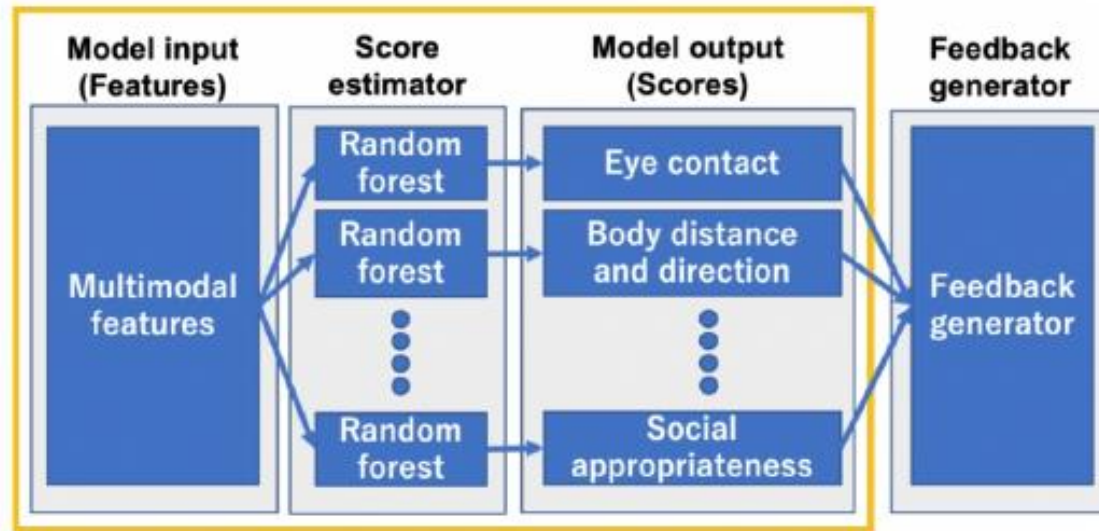 Model input
(Features)
Score
estimator
Model output
(Scores)
Feedback
generator
Multimodal
features
Random
forest
Random
forest
Random
forest
Eye contact
Body distance
and direction
Social
appropriateness
Feedback
generator